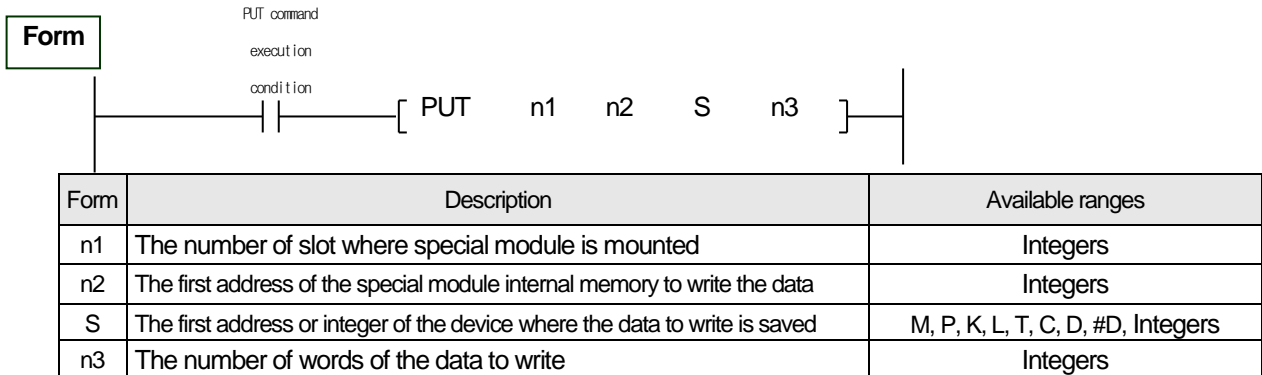 PUT command
Form
execution
condition
PUT n1 n2 S n3
Form Description Available ranges
n1 The number of slot where special module is mounted Integers
n2 The first address of the special module internal memory to write the data Integers
S The first address or integer of the device where the data to write is saved M, P, K, L, T, C, D, #D, Integers
n3 The number of words of the data to write Integers